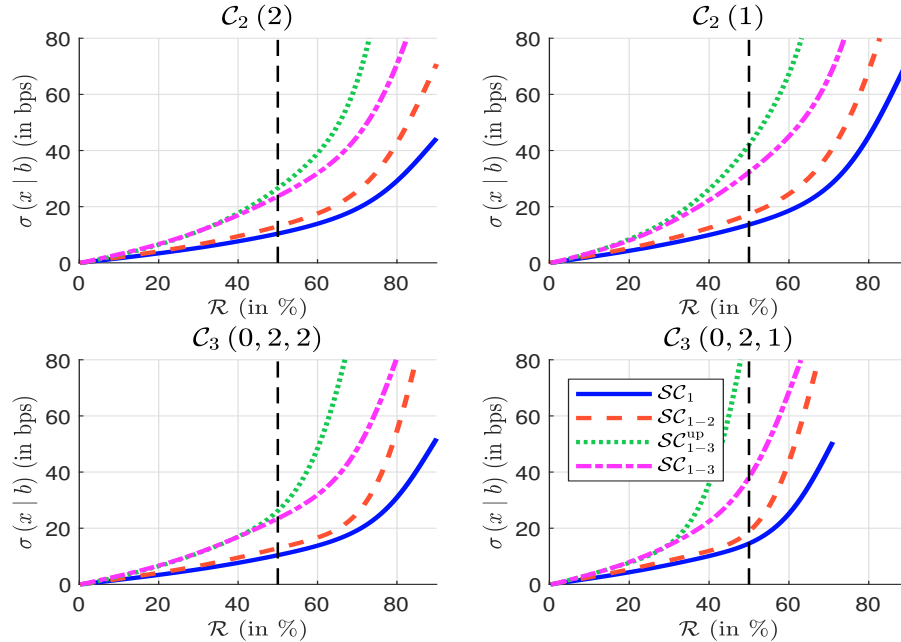 𝒞₂ (2)
80
60
40
20
0
σ (x | b) (in bps)
0 20 40 60 80
ℛ (in %)
𝒞₂ (1)
80
60
40
20
0
σ (x | b) (in bps)
0 20 40 60 80
ℛ (in %)
𝒞₃ (0, 2, 2)
80
60
40
20
0
σ (x | b) (in bps)
0 20 40 60 80
ℛ (in %)
𝒞₃ (0, 2, 1)
80
60
40
20
0
σ (x | b) (in bps)
𝒮𝒞₁
𝒮𝒞₁₋₂
𝒮𝒞₁₋₃ᵘᵖ
𝒮𝒞₁₋₃
0 20 40 60 80
ℛ (in %)